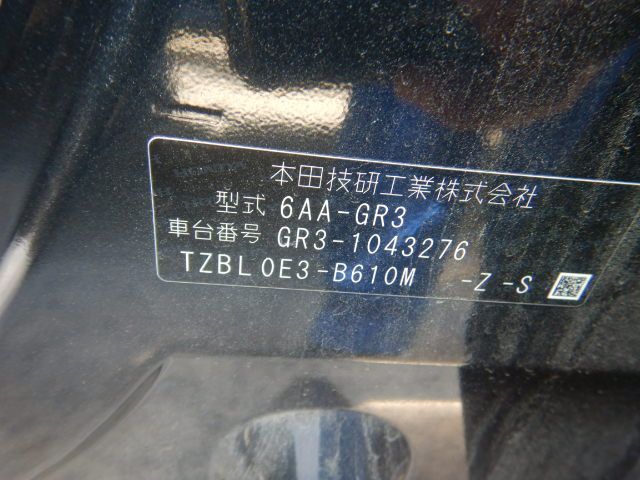 本田技研工業株式会社
型式 6AA-GR3
車台番号 GR3-1043276
TZBL0E3-B610M -Z-S